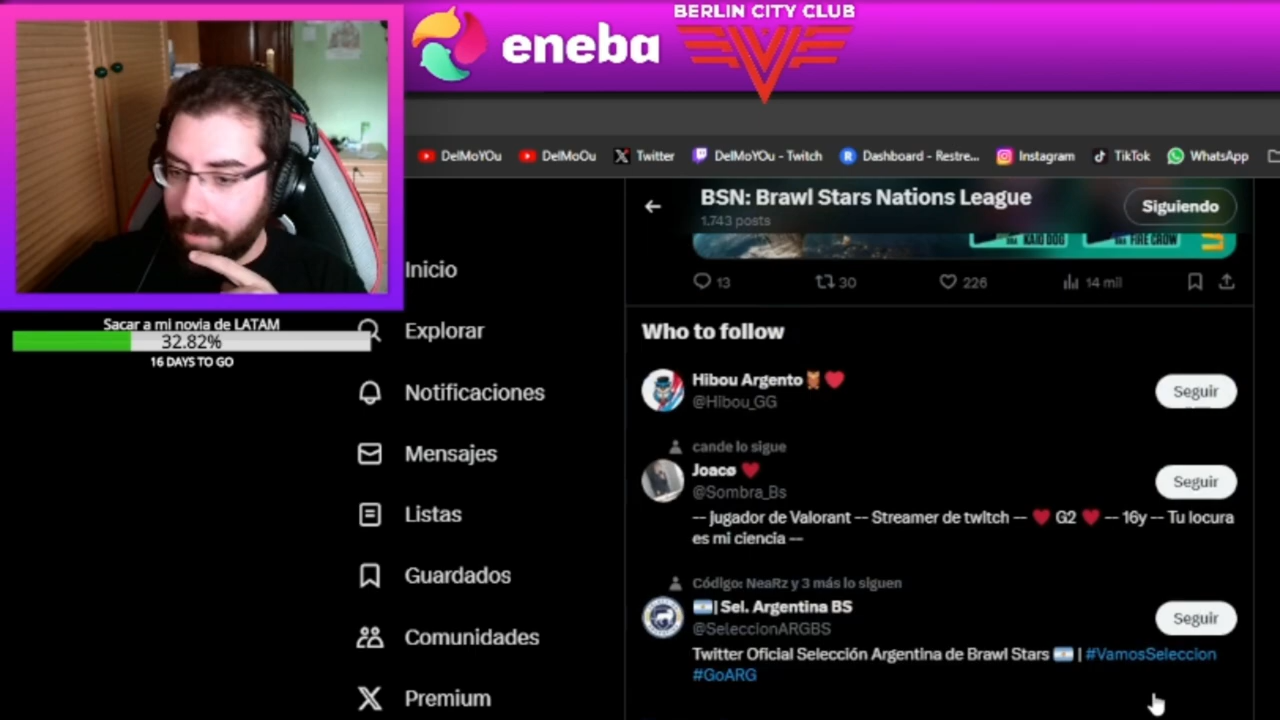 BERLIN CITY CLUB
eneba
DelMoYOu
DelMoOu
Twitter
DelMoYOu - Twitch
Dashboard - Restre...
Instagram
TikTok
WhatsApp
BSN: Brawl Stars Nations League
1.743 posts
Siguiendo
KAID DOG
FIRE CROW
13
30
226
14 mil
Sacar a mi novia de LATAM
32.82%
16 DAYS TO GO
Inicio
Explorar
Notificaciones
Mensajes
Listas
Guardados
Comunidades
Premium
Who to follow
Hibou Argento🦉❤️
@Hibou_GG
Seguir
cande lo sigue
Joacø ❤️
@Sombra_Bs
Seguir
-- Jugador de Valorant -- Streamer de twItch -- ❤️ G2 ❤️ -- 16y -- Tu locura
es mi ciencia --
Código: NeaRz y 3 más lo siguen
🇦🇷| Sel. Argentina BS
@SeleccionARGBS
Seguir
Twitter Oficial Selección Argentina de Brawl Stars 🇦🇷 | #VamosSeleccion
#GoARG